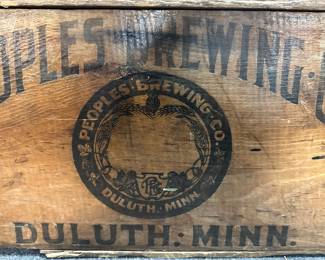 OPLES BREWING C
PEOPLES·BREWING·CO.
DULUTH. MINN.
DULUTH. MINN.